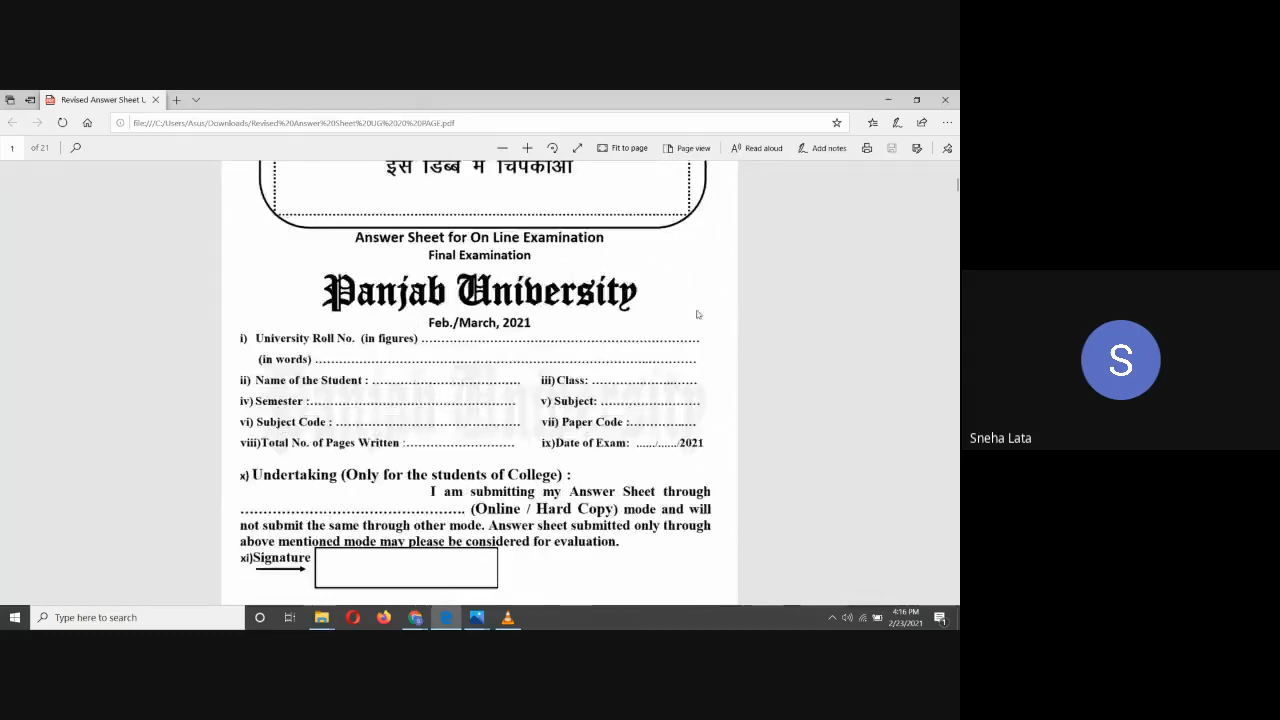 Revised Answer Sheet U
file:///C:/Users/Asus/Downloads/Revised%20Answer%20Sheet%20UG%2020%20PAGE.pdf
1 of 21
Fit to page
Page view
Read aloud
Add notes
इस डिब्बे में चिपकाओ
Answer Sheet for On Line Examination
Final Examination
Panjab University
Feb./March, 2021
i) University Roll No. (in figures) ..............................
(in words) ..............................
ii) Name of the Student : .................... iii) Class: ....................
iv) Semester :.................... v) Subject: ....................
vi) Subject Code : .................... vii) Paper Code :....................
viii)Total No. of Pages Written :.................... ix)Date of Exam: ....../....../2021
x) Undertaking (Only for the students of College) :
I am submitting my Answer Sheet through
.............................. (Online / Hard Copy) mode and will
not submit the same through other mode. Answer sheet submitted only through
above mentioned mode may please be considered for evaluation.
xi)Signature
S
Sneha Lata
Type here to search
4:16 PM
2/23/2021
1